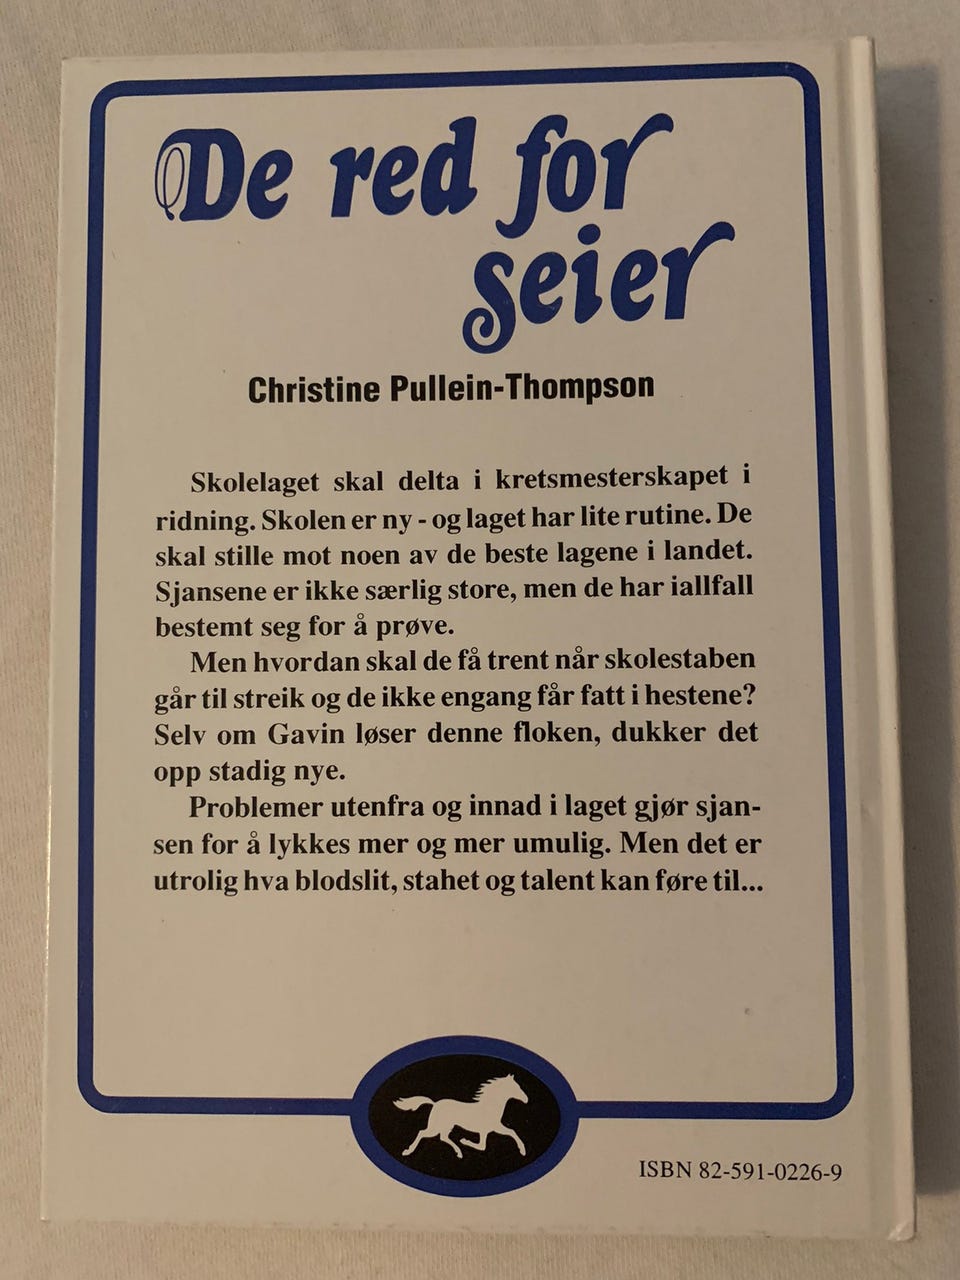 De red for
seier
Christine Pullein-Thompson
Skolelaget skal delta i kretsmesterskapet i
ridning. Skolen er ny - og laget har lite rutine. De
skal stille mot noen av de beste lagene i landet.
Sjansene er ikke særlig store, men de har iallfall
bestemt seg for å prøve.
Men hvordan skal de få trent når skolestaben
går til streik og de ikke engang får fatt i hestene?
Selv om Gavin løser denne floken, dukker det
opp stadig nye.
Problemer utenfra og innad i laget gjør sjan-
sen for å lykkes mer og mer umulig. Men det er
utrolig hva blodslit, stahet og talent kan føre til...
ISBN 82-591-0226-9